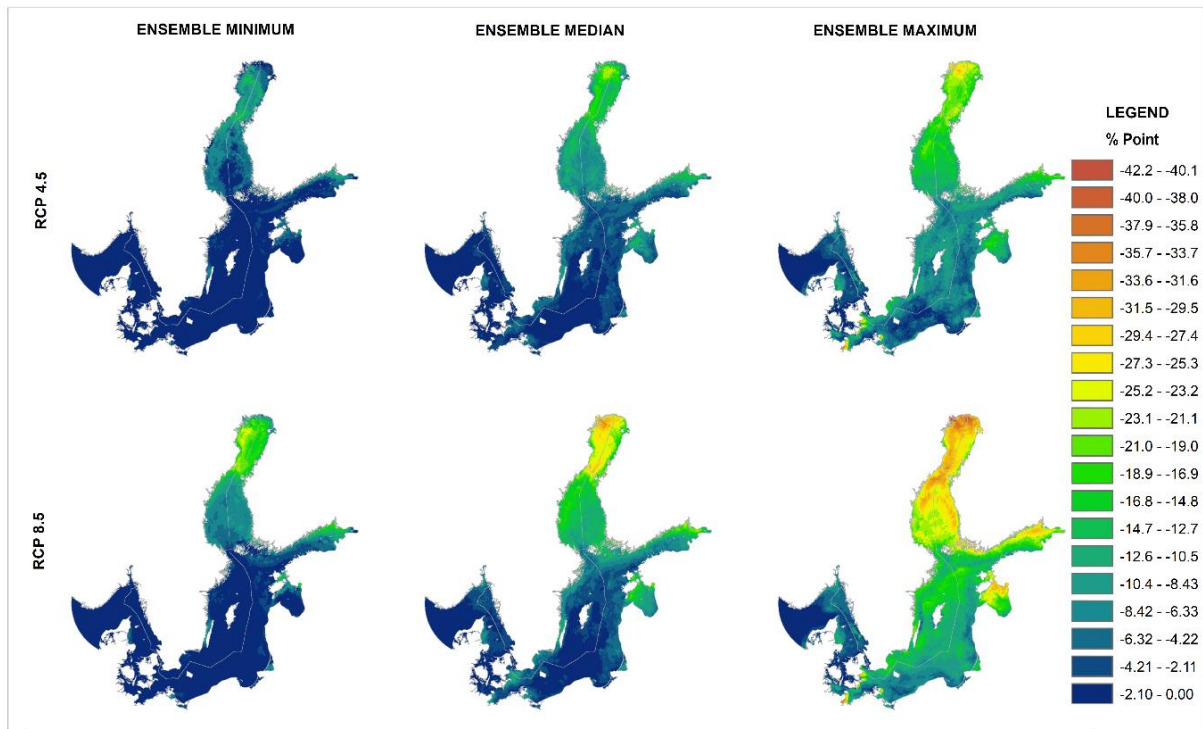 ENSEMBLE MINIMUM
ENSEMBLE MEDIAN
ENSEMBLE MAXIMUM
RCP 4.5
RCP 8.5
LEGEND
% Point
-42.2 - -40.1
-40.0 - -38.0
-37.9 - -35.8
-35.7 - -33.7
-33.6 - -31.6
-31.5 - -29.5
-29.4 - -27.4
-27.3 - -25.3
-25.2 - -23.2
-23.1 - -21.1
-21.0 - -19.0
-18.9 - -16.9
-16.8 - -14.8
-14.7 - -12.7
-12.6 - -10.5
-10.4 - -8.43
-8.42 - -6.33
-6.32 - -4.22
-4.21 - -2.11
-2.10 - 0.00